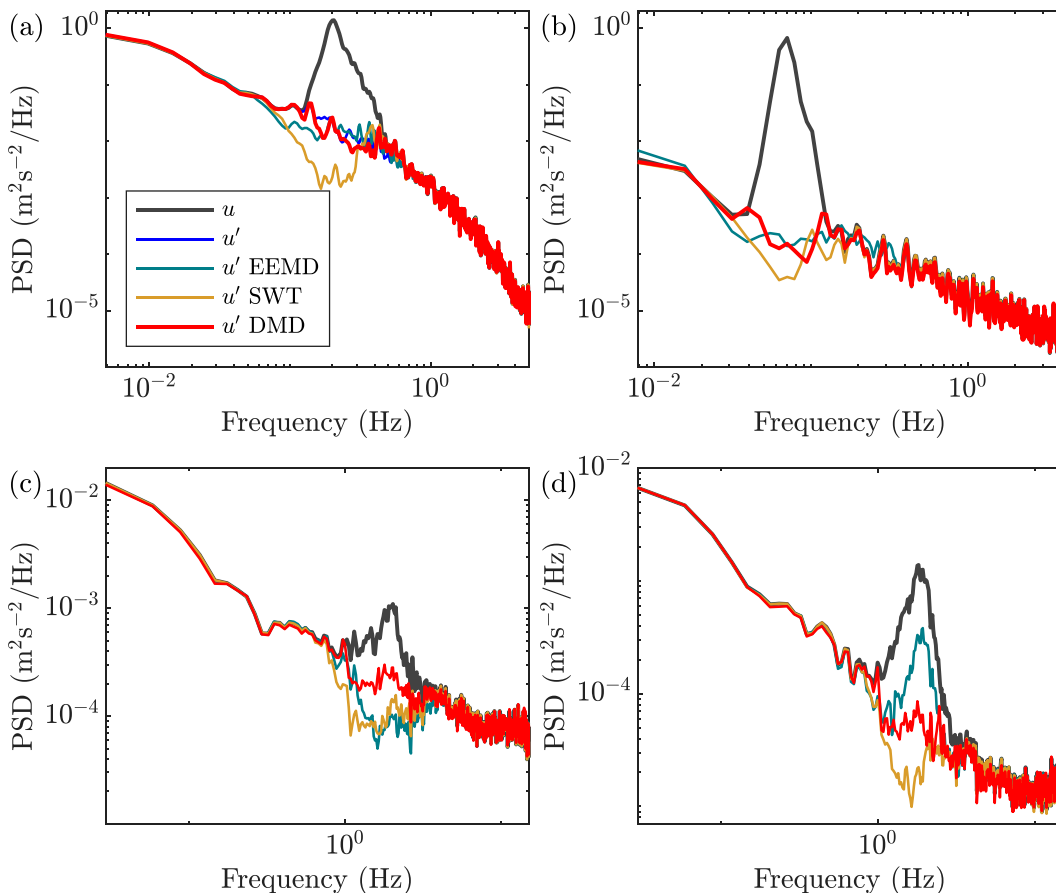 (a)
10^0
10^-5
PSD (m^2s^-2/Hz)
u
u′
u′ EEMD
u′ SWT
u′ DMD
10^-2
10^0
Frequency (Hz)
(b)
10^0
10^-5
PSD (m^2s^-2/Hz)
10^-2
10^0
Frequency (Hz)
(c)
10^-2
10^-3
10^-4
PSD (m^2s^-2/Hz)
10^0
Frequency (Hz)
(d)
10^-2
10^-4
PSD (m^2s^-2/Hz)
10^0
Frequency (Hz)